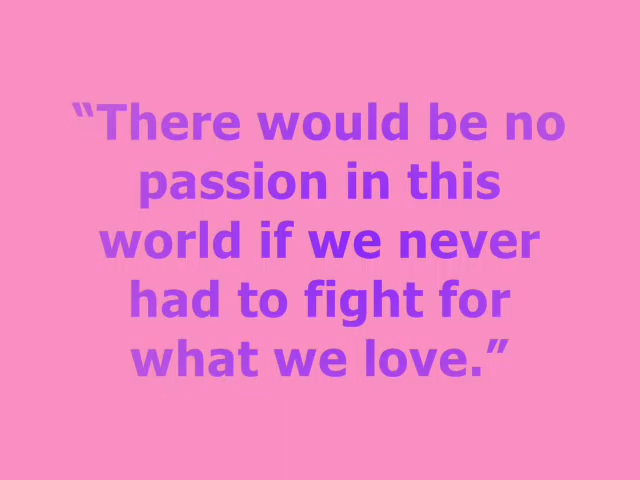 “There would be no
passion in this
world if we never
had to fight for
what we love.”